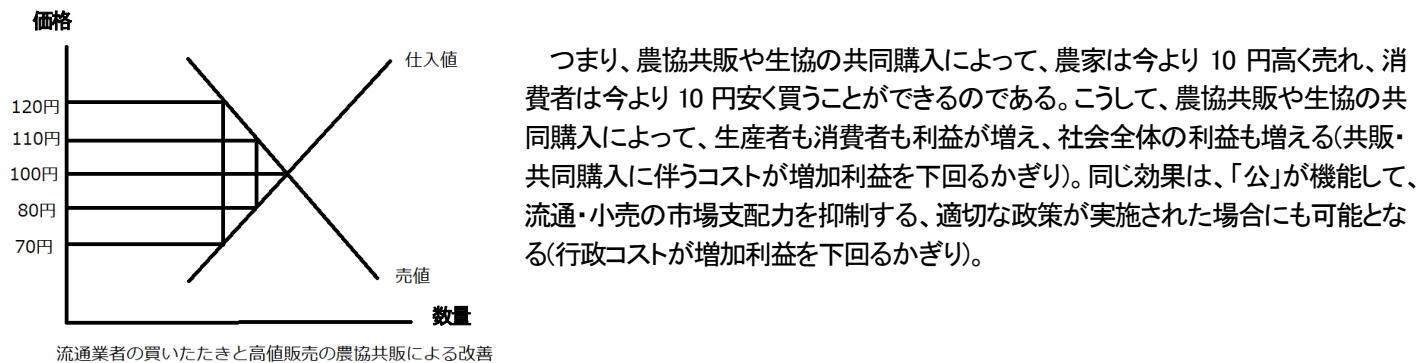 価格
仕入値
120円
110円
100円
80円
70円
売値
数量
流通業者の買いたたきと高値販売の農協共販による改善
つまり、農協共販や生協の共同購入によって、農家は今より 10 円高く売れ、消
費者は今より 10 円安く買うことができるのである。こうして、農協共販や生協の共
同購入によって、生産者も消費者も利益が増え、社会全体の利益も増える(共販・
共同購入に伴うコストが増加利益を下回るかぎり)。同じ効果は、「公」が機能して、
流通・小売の市場支配力を抑制する、適切な政策が実施された場合にも可能とな
る(行政コストが増加利益を下回るかぎり)。